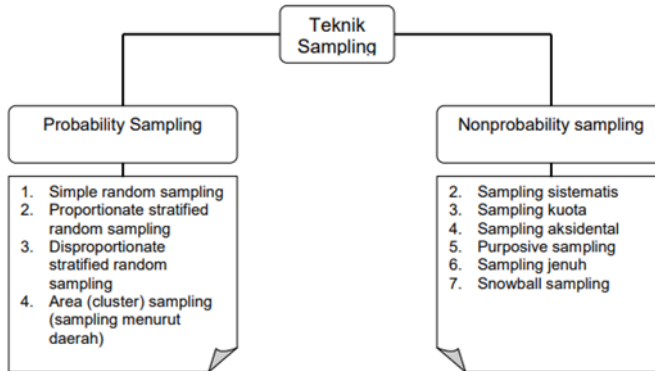 Teknik
Sampling
Probability Sampling
Nonprobability sampling
1. Simple random sampling
2. Proportionate stratified
random sampling
3. Disproportionate
stratified random
sampling
4. Area (cluster) sampling
(sampling menurut
daerah)
2. Sampling sistematis
3. Sampling kuota
4. Sampling aksidental
5. Purposive sampling
6. Sampling jenuh
7. Snowball sampling